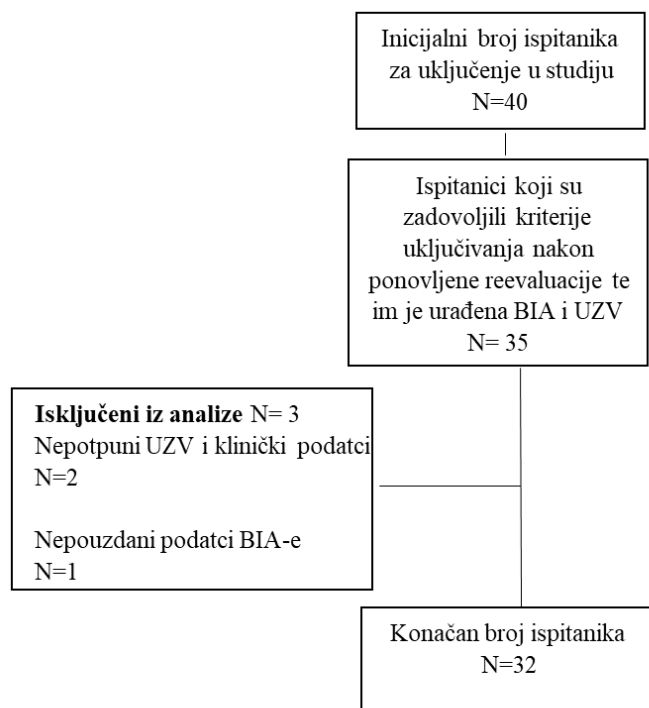 Inicijalni broj ispitanika
za uključenje u studiju
N=40
Ispitanici koji su
zadovoljili kriterije
uključivanja nakon
ponovljene reevaluacije te
im je urađena BIA i UZV
N= 35
Isključeni iz analize N= 3
Nepotpuni UZV i klinički podatci
N=2
Nepouzdani podatci BIA-e
N=1
Konačan broj ispitanika
N=32